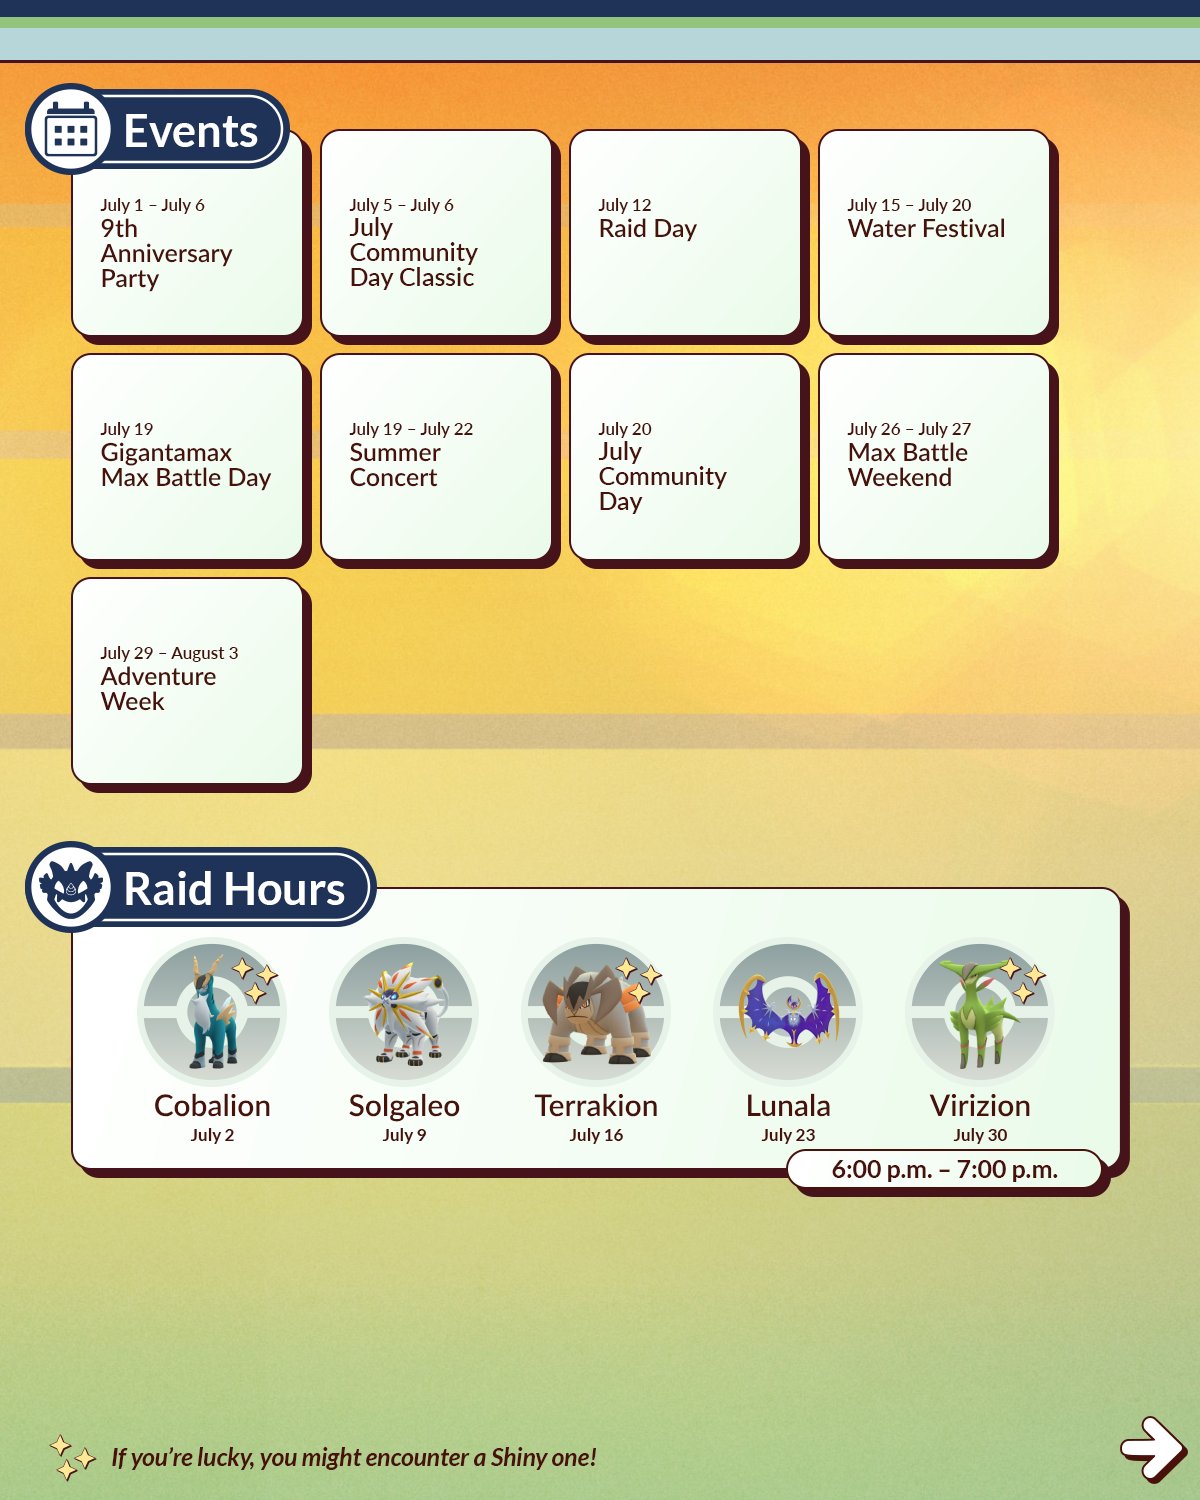 Events
July 1 – July 6
9th
Anniversary
Party
July 5 – July 6
July
Community
Day Classic
July 12
Raid Day
July 15 – July 20
Water Festival
July 19
Gigantamax
Max Battle Day
July 19 – July 22
Summer
Concert
July 20
July
Community
Day
July 26 – July 27
Max Battle
Weekend
July 29 – August 3
Adventure
Week
Raid Hours
Cobalion
July 2
Solgaleo
July 9
Terrakion
July 16
Lunala
July 23
Virizion
July 30
6:00 p.m. – 7:00 p.m.
If you’re lucky, you might encounter a Shiny one!